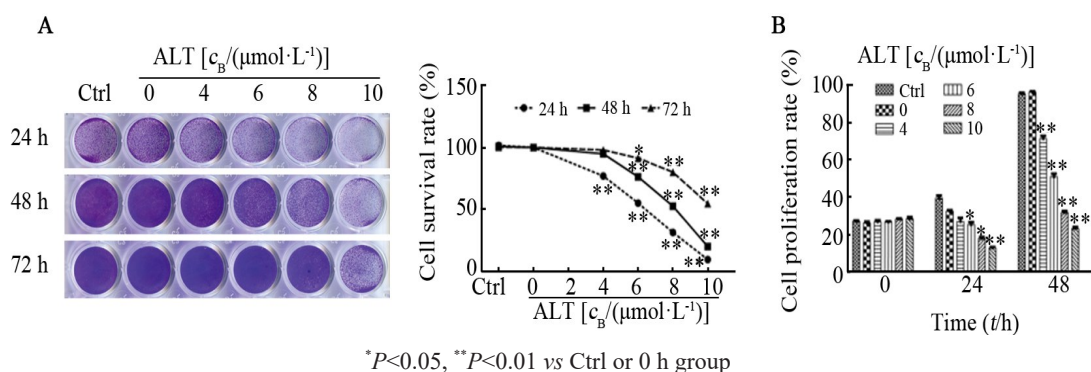 A
ALT [cB/(μmol·L-1)]
Ctrl 0 4 6 8 10
24 h
48 h
72 h
Cell survival rate (%)
150
100
50
0
24 h 48 h 72 h
* ** ** ** ** ** ** ** ** ** **
Ctrl 0 2 4 6 8 10
ALT [cB/(μmol·L-1)]
B
ALT [cB/(μmol·L-1)]
Cell proliferation rate (%)
100
80
60
40
20
0
Ctrl 6
0 8
4 10
* * ** ** ** ** **
0 24 48
Time (t/h)
*P<0.05, **P<0.01 vs Ctrl or 0 h group